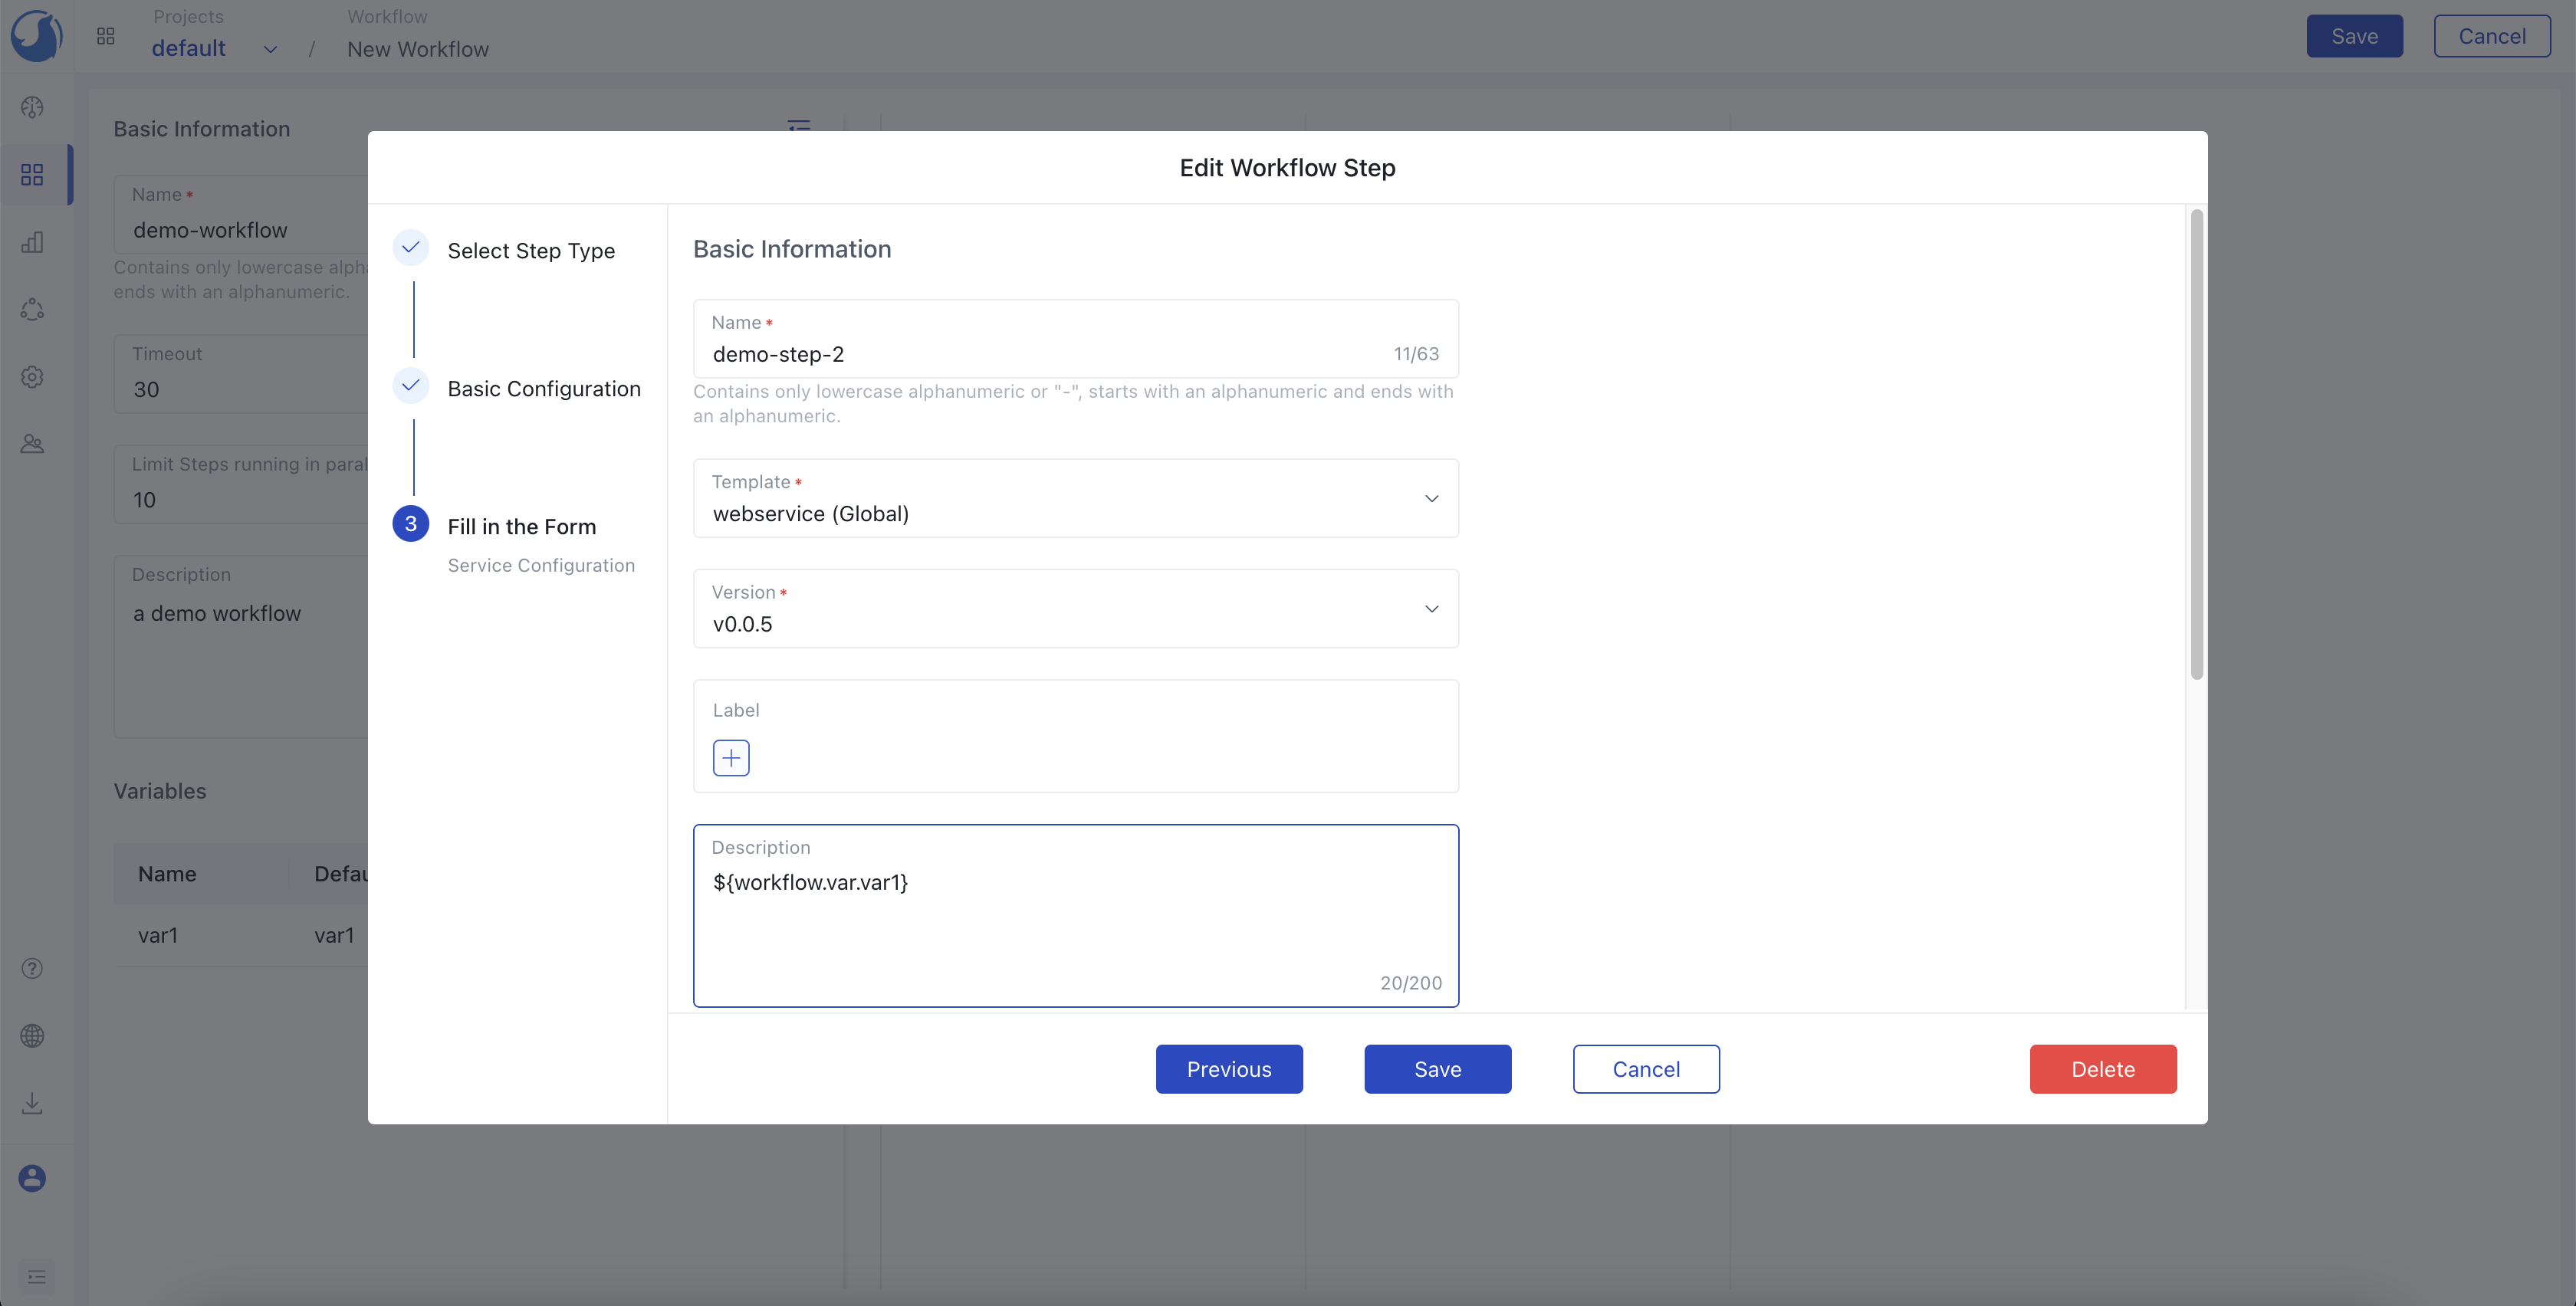 Projects
default
/
Workflow
New Workflow
Save
Cancel
Basic Information
Name *
demo-workflow
Contains only lowercase alpha
ends with an alphanumeric.
Timeout
30
Limit Steps running in paral
10
Description
a demo workflow
Variables
Name
Defau
var1
var1
Edit Workflow Step
Select Step Type
Basic Configuration
3
Fill in the Form
Service Configuration
Basic Information
Name *
demo-step-2
11/63
Contains only lowercase alphanumeric or "-", starts with an alphanumeric and ends with
an alphanumeric.
Template *
webservice (Global)
Version *
v0.0.5
Label
Description
${workflow.var.var1}
20/200
Previous
Save
Cancel
Delete